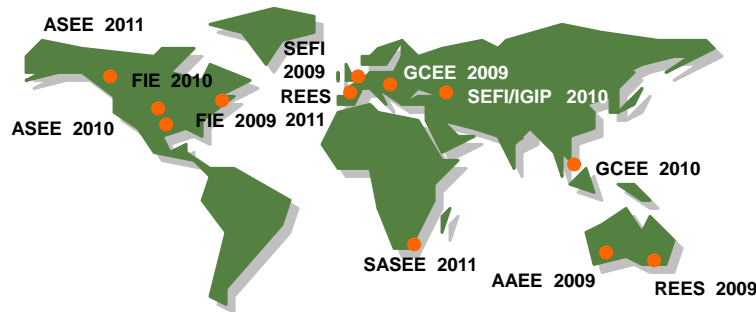 ASEE 2011
SEFI
2009
FIE 2010
GCEE 2009
REES
2011
SEFI/IGIP 2010
ASEE 2010
FIE 2009
GCEE 2010
SASEE 2011
AAEE 2009
REES 2009